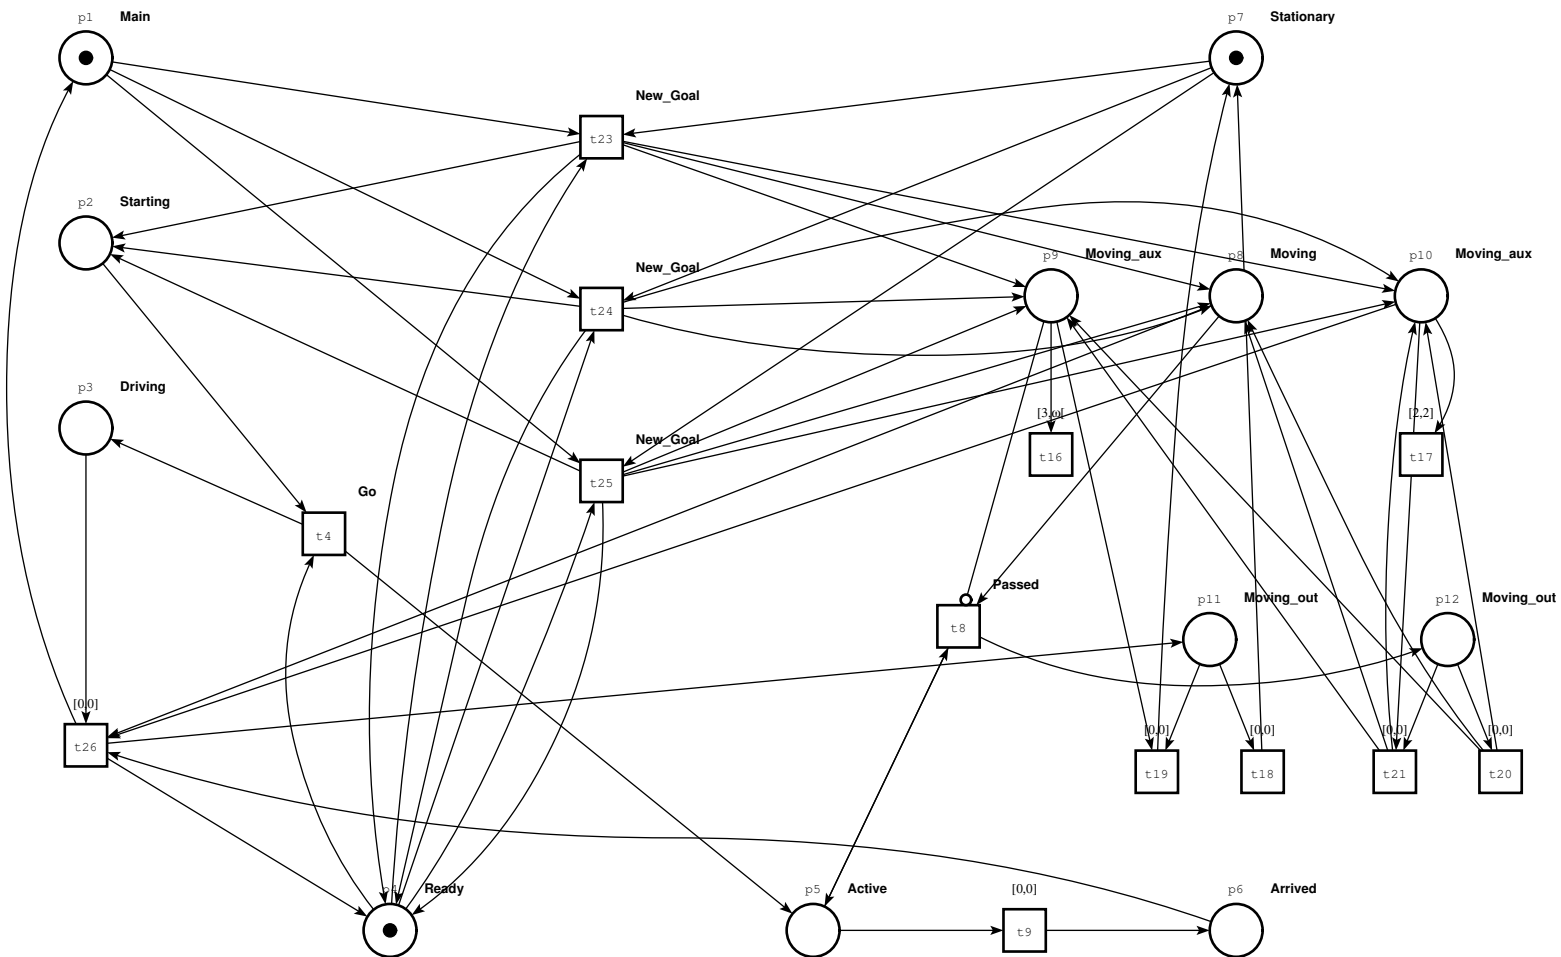 p1 Main
p7 Stationary
New_Goal
t23
p2 Starting
New_Goal
t24
p9 Moving_aux
p8 Moving
p10 Moving_aux
p3 Driving
[3,ω[
t16
[2,2]
t17
New_Goal
t25
Go
t4
Passed
t8
p11 Moving_out
p12 Moving_out
[0,0]
t26
[0,0]
t19
[0,0]
t18
[0,0]
t21
[0,0]
t20
p4 Ready
p5 Active
[0,0]
t9
p6 Arrived